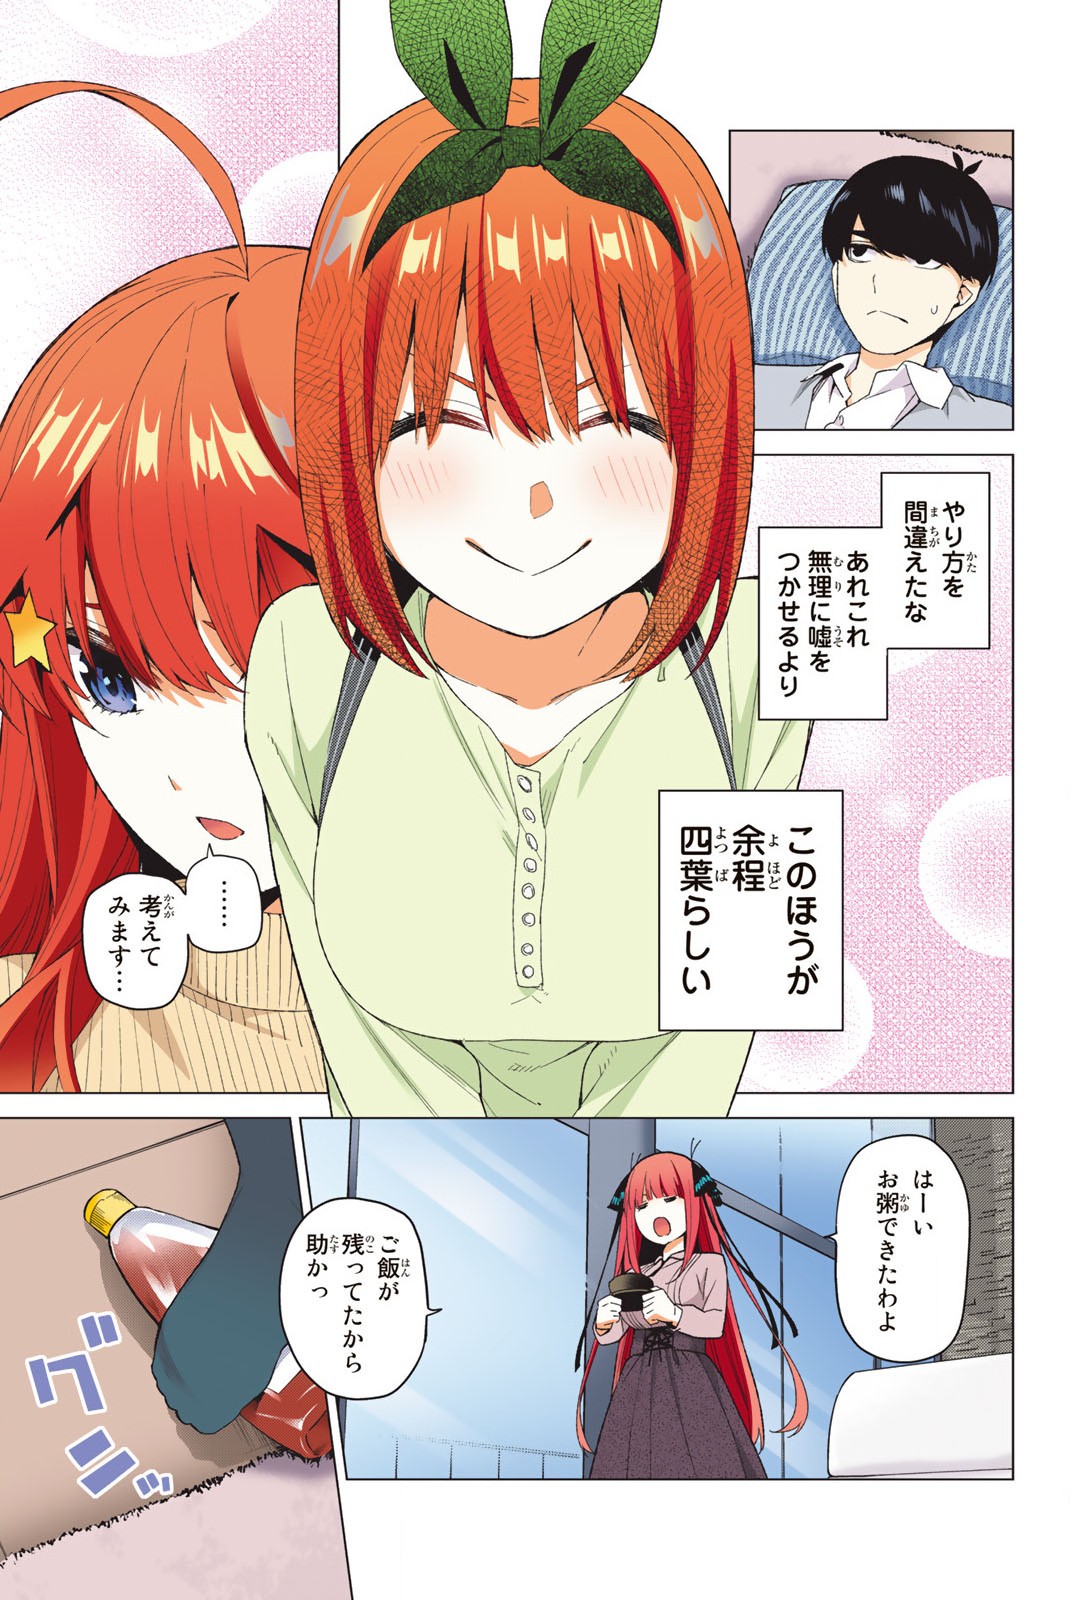 やり方を
間違えたな
あれこれ
無理に嘘を
つかせるより
このほうが
余程
四葉らしい
……
……
考えて
みます…
はーい
お粥できたわよ
ご飯が
残ってたから
助かっ
グンッ